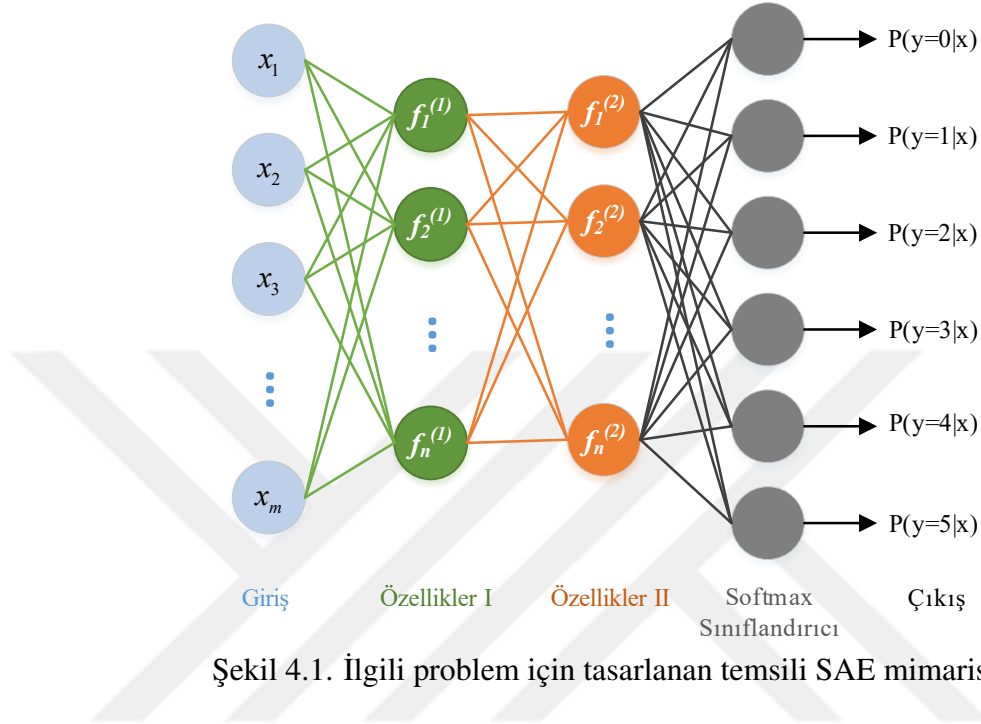 x₁
x₂
x₃
xₘ
f₁⁽¹⁾
f₂⁽¹⁾
fₙ⁽¹⁾
f₁⁽²⁾
f₂⁽²⁾
fₙ⁽²⁾
P(y=0|x)
P(y=1|x)
P(y=2|x)
P(y=3|x)
P(y=4|x)
P(y=5|x)
Giriş
Özellikler I
Özellikler II
Softmax
Sınıflandırıcı
Çıkış
Şekil 4.1. İlgili problem için tasarlanan temsili SAE mimaris